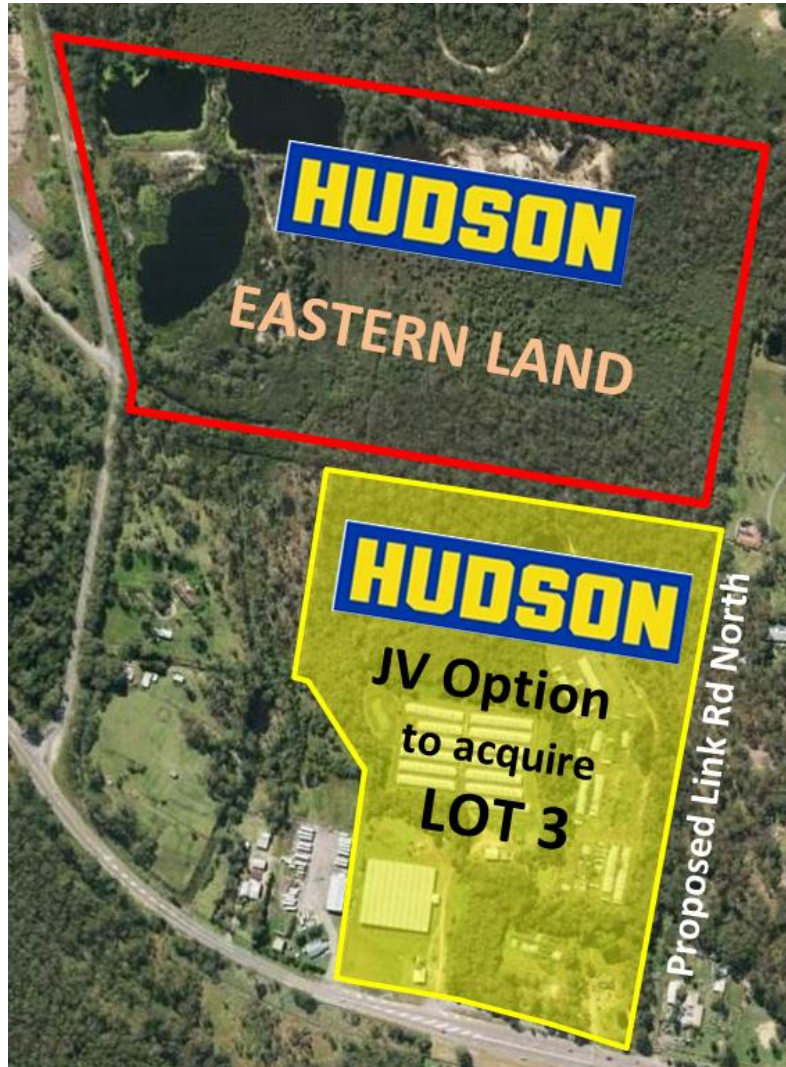 HUDSON
EASTERN LAND
HUDSON
JV Option
to acquire
LOT 3
Proposed Link Rd North